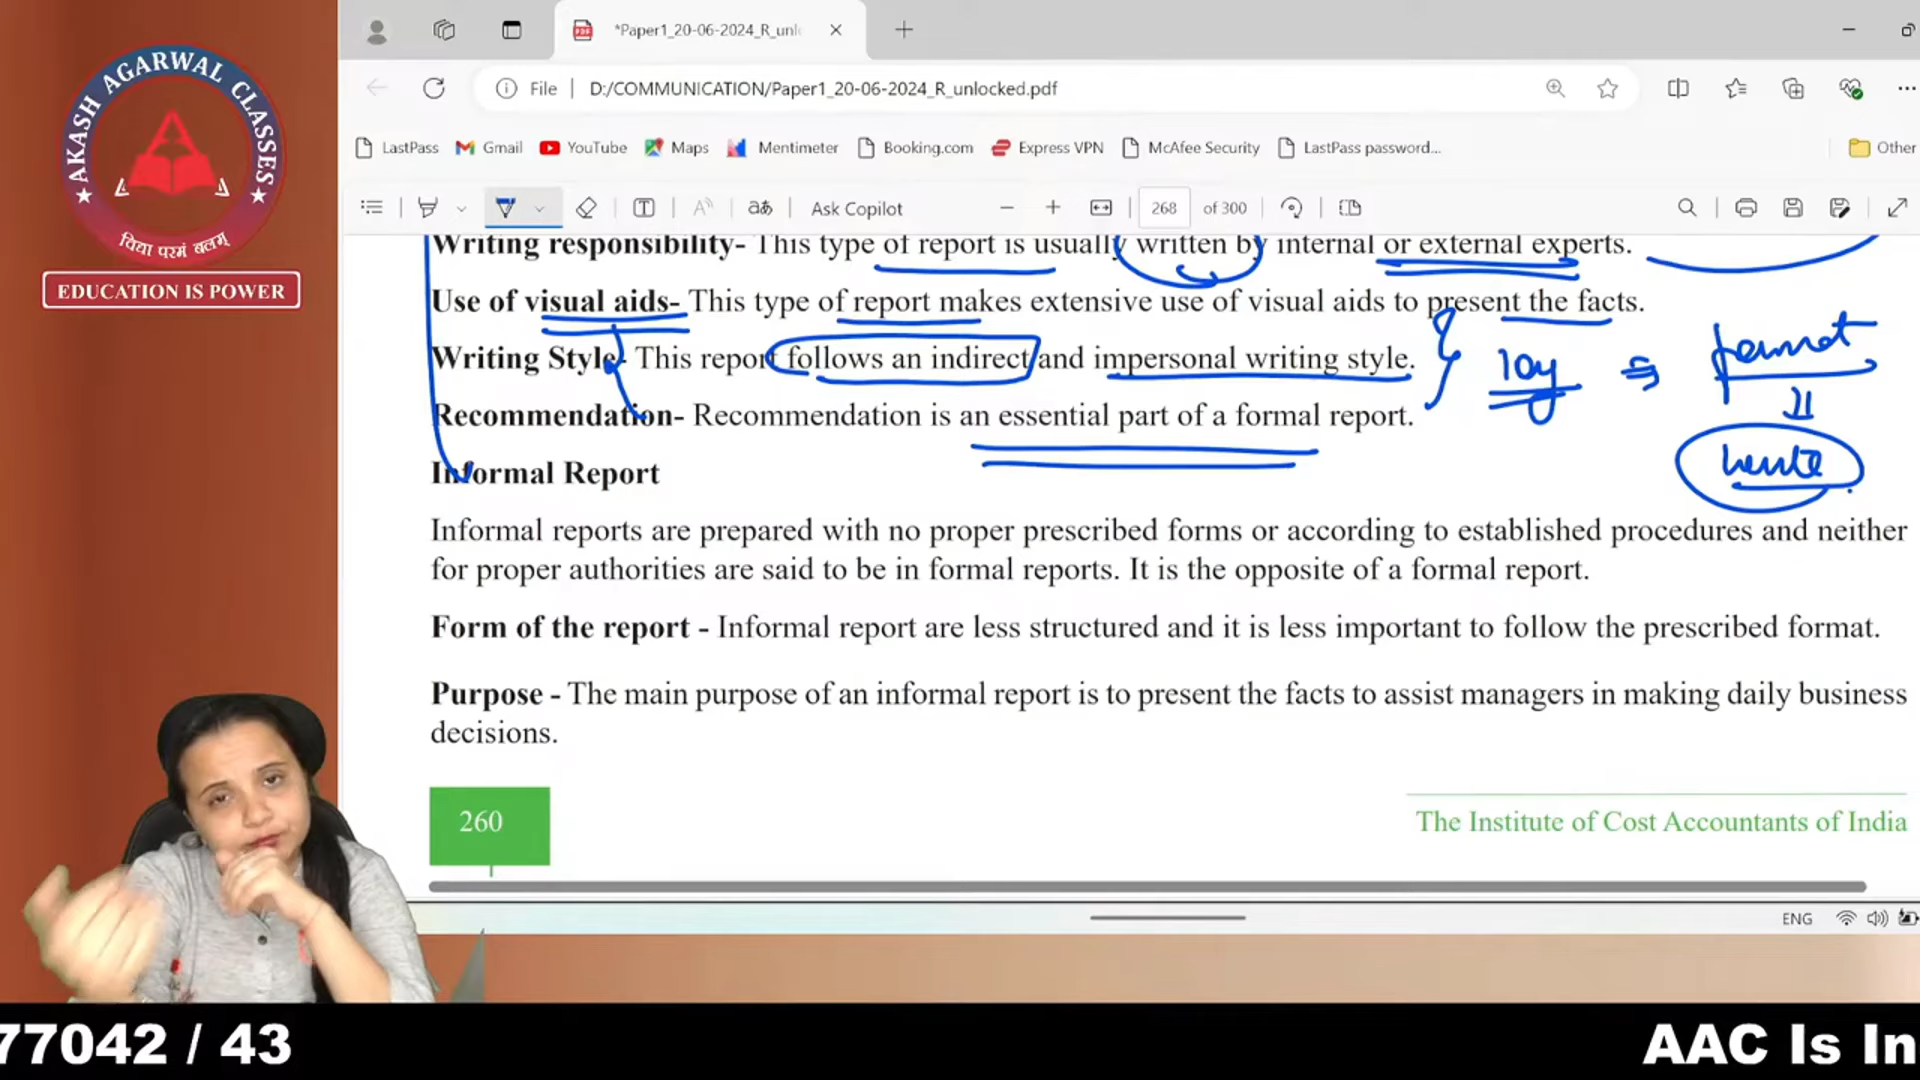 *Paper1_20-06-2024_R_unl
File D:/COMMUNICATION/Paper1_20-06-2024_R_unlocked.pdf
LastPass Gmail YouTube Maps Mentimeter Booking.com Express VPN McAfee Security LastPass password... Other
Ask Copilot 268 of 300
AKASH AGARWAL CLASSES
विद्या परमं बलम्
EDUCATION IS POWER
Writing responsibility- This type of report is usually written by internal or external experts.
Use of visual aids- This type of report makes extensive use of visual aids to present the facts.
Writing Style- This report follows an indirect and impersonal writing style.
Recommendation- Recommendation is an essential part of a formal report.
10y format
Informal Report
Informal reports are prepared with no proper prescribed forms or according to established procedures and neither
for proper authorities are said to be in formal reports. It is the opposite of a formal report.
Form of the report - Informal report are less structured and it is less important to follow the prescribed format.
Purpose - The main purpose of an informal report is to present the facts to assist managers in making daily business
decisions.
260
The Institute of Cost Accountants of India
ENG
77042 / 43
AAC Is In